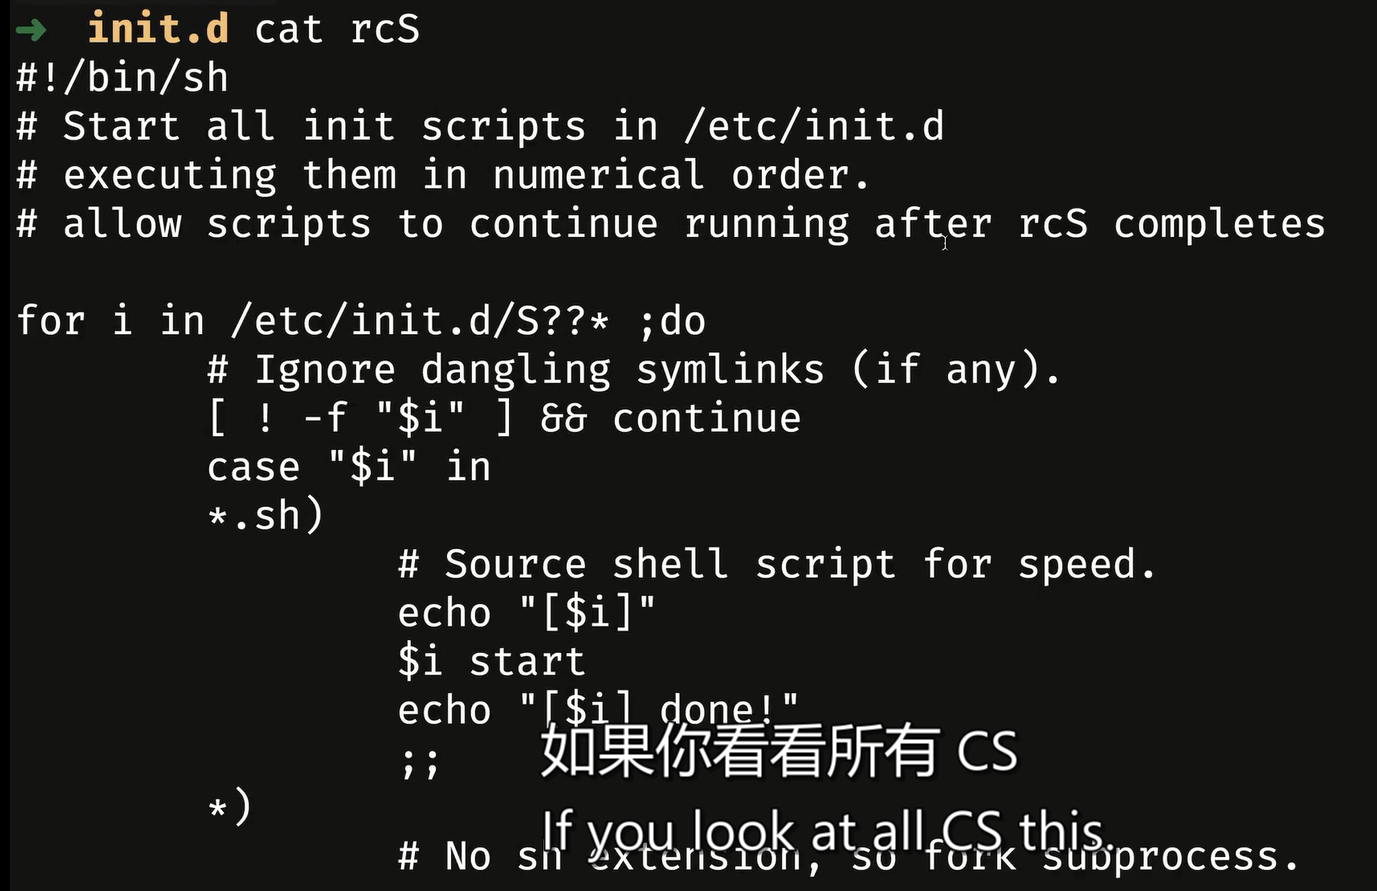 ➜  init.d cat rcS
#!/bin/sh
# Start all init scripts in /etc/init.d
# executing them in numerical order.
# allow scripts to continue running after rcS completes
for i in /etc/init.d/S??* ;do
        # Ignore dangling symlinks (if any).
        [ ! -f "$i" ] && continue
        case "$i" in
        *.sh)
                # Source shell script for speed.
                echo "[$i]"
                $i start
                echo "[$i] done!"
                ;;
如果你看看所有 CS
        *)
If you look at all CS this.
                # No sh extension, so fork subprocess.